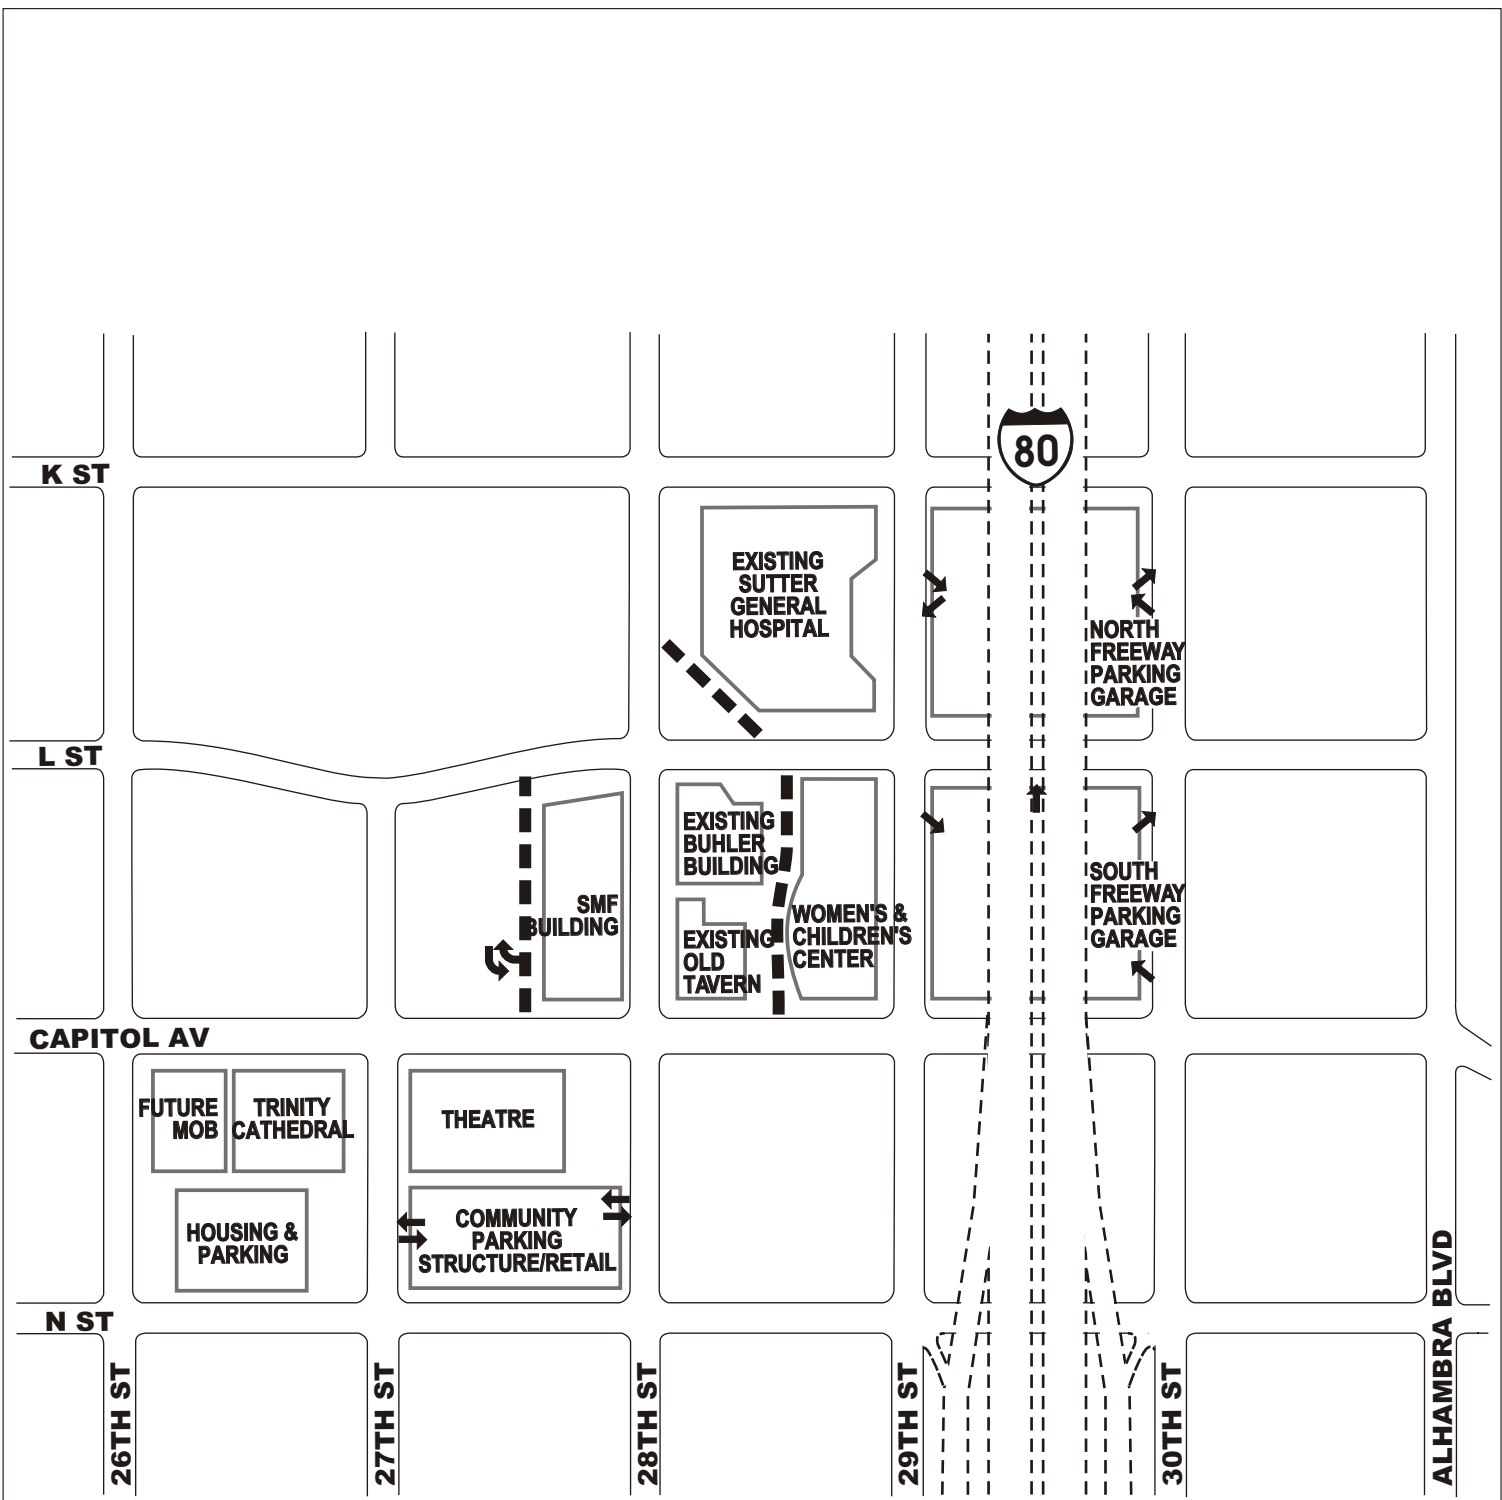 80
K ST
EXISTING
SUTTER
GENERAL
HOSPITAL
NORTH
FREEWAY
PARKING
GARAGE
L ST
EXISTING
BUHLER
BUILDING
SMF
BUILDING
EXISTING
OLD
TAVERN
WOMEN'S &
CHILDREN'S
CENTER
SOUTH
FREEWAY
PARKING
GARAGE
CAPITOL AV
FUTURE
MOB
TRINITY
CATHEDRAL
THEATRE
HOUSING &
PARKING
COMMUNITY
PARKING
STRUCTURE/RETAIL
N ST
26TH ST
27TH ST
28TH ST
29TH ST
30TH ST
ALHAMBRA BLVD